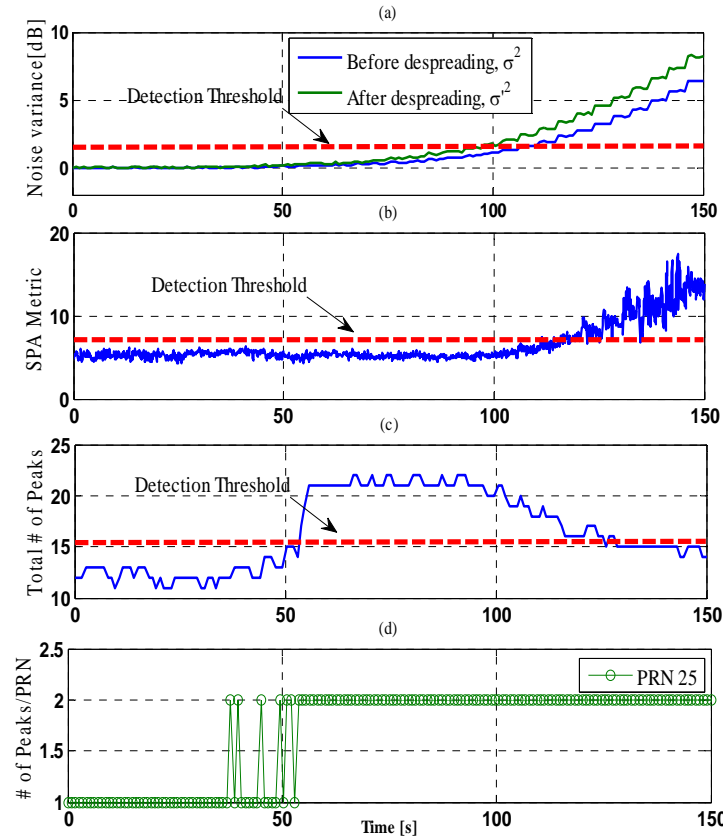 (a)
Noise variance[dB]
10
5
0
Before despreading, σ²
After despreading, σ'²
Detection Threshold
0
50
100
150
(b)
SPA Metric
20
10
0
Detection Threshold
0
50
100
150
(c)
Total # of Peaks
25
20
15
10
Detection Threshold
0
50
100
150
(d)
# of Peaks/PRN
2.5
2
1.5
1
PRN 25
0
50
100
150
Time [s]